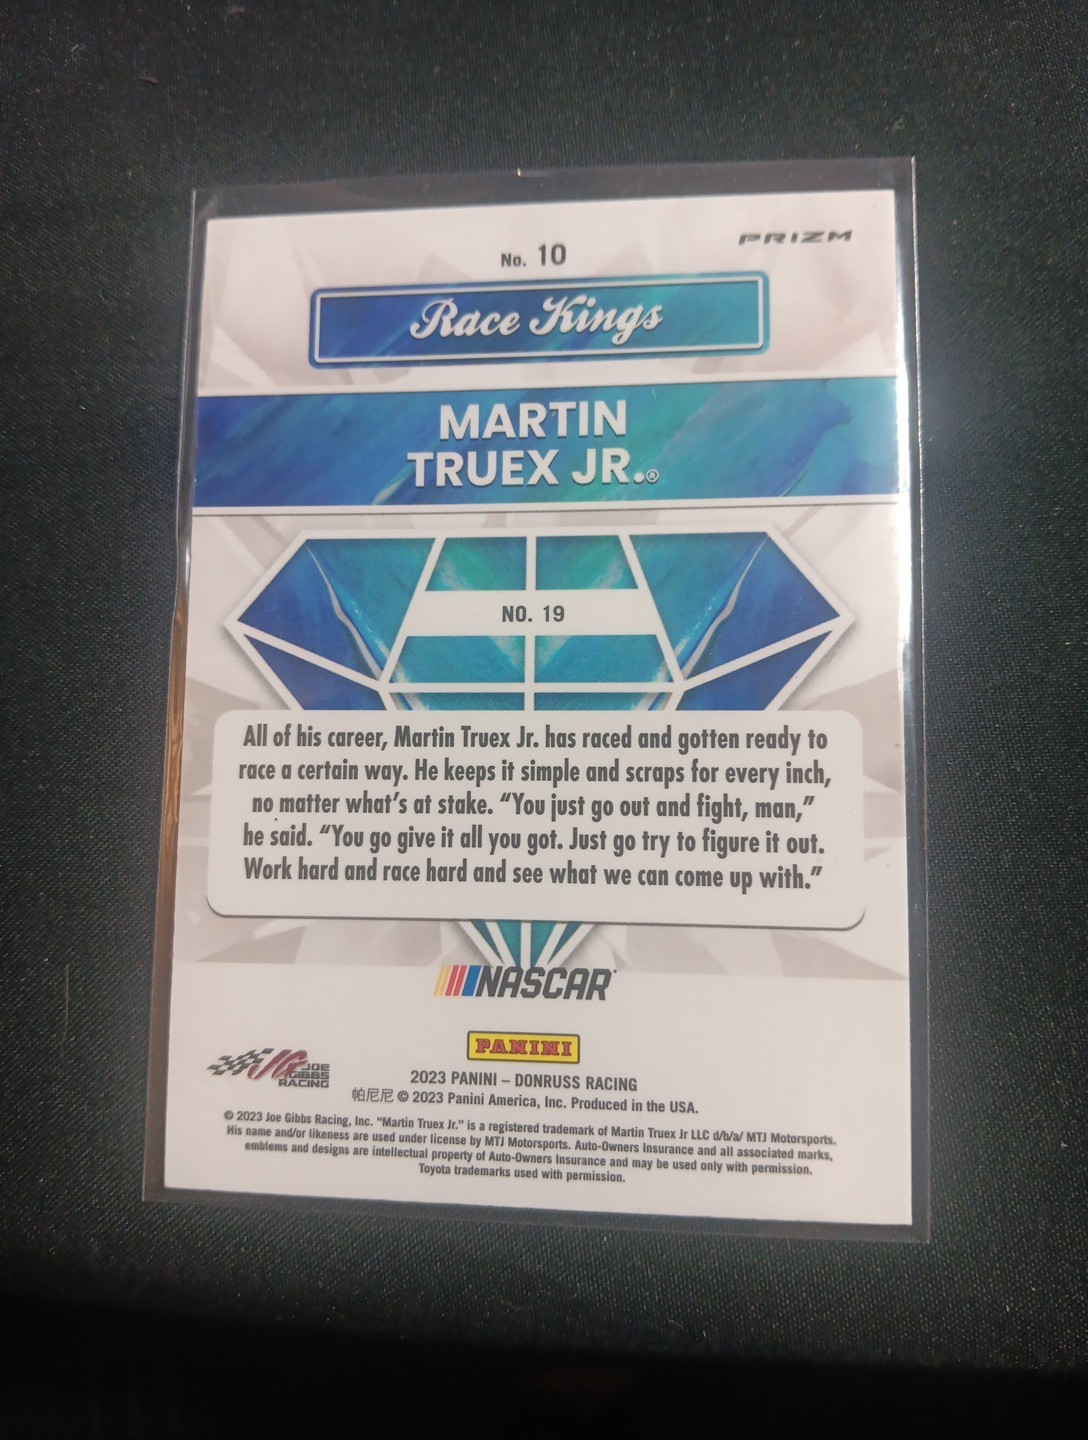 PRIZM
No. 10
Race Kings
MARTIN
TRUEX JR.®
NO. 19
All of his career, Martin Truex Jr. has raced and gotten ready to
race a certain way. He keeps it simple and scraps for every inch,
no matter what's at stake. “You just go out and fight, man,”
he said. “You go give it all you got. Just go try to figure it out.
Work hard and race hard and see what we can come up with.”
NASCAR
PANINI
JG JOE
GIBBS
RACING
2023 PANINI – DONRUSS RACING
帕尼尼 © 2023 Panini America, Inc. Produced in the USA.
© 2023 Joe Gibbs Racing, Inc. “Martin Truex Jr.” is a registered trademark of Martin Truex Jr LLC d/b/a/ MTJ Motorsports.
His name and/or likeness are used under license by MTJ Motorsports. Auto-Owners Insurance and all associated marks,
emblems and designs are intellectual property of Auto-Owners Insurance and may be used only with permission.
Toyota trademarks used with permission.